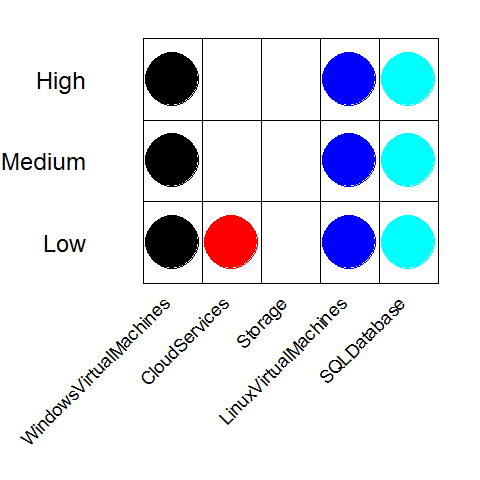 High
Medium
Low
WindowsVirtualMachines
CloudServices
Storage
LinuxVirtualMachines
SQLDatabase